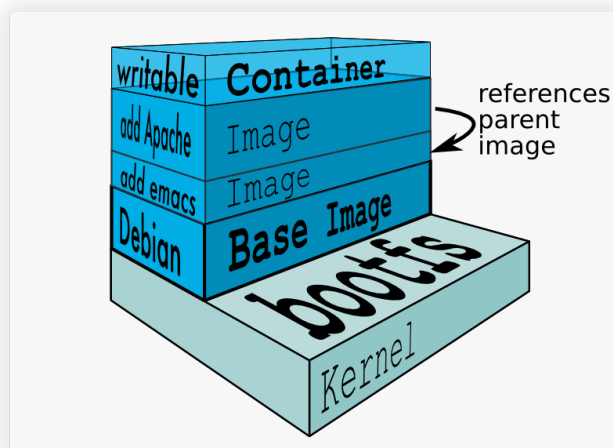 writable Container
add Apache Image
add emacs Image
Debian Base Image
bootfs
Kernel
references
parent
image